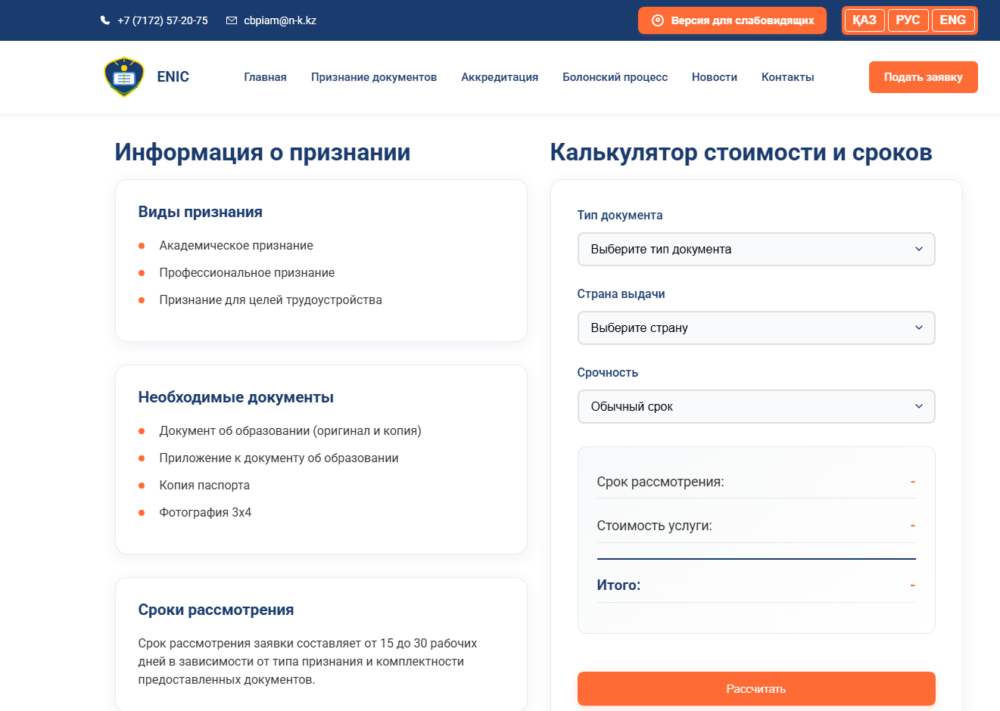 +7 (7172) 57-20-75
cbpiam@n-k.kz
Версия для слабовидящих
ҚАЗ
РУС
ENG
ENIC
Главная
Признание документов
Аккредитация
Болонский процесс
Новости
Контакты
Подать заявку
Информация о признании
Виды признания
Академическое признание
Профессиональное признание
Признание для целей трудоустройства
Необходимые документы
Документ об образовании (оригинал и копия)
Приложение к документу об образовании
Копия паспорта
Фотография 3x4
Сроки рассмотрения
Срок рассмотрения заявки составляет от 15 до 30 рабочих
дней в зависимости от типа признания и комплектности
предоставленных документов.
Калькулятор стоимости и сроков
Тип документа
Выберите тип документа
Страна выдачи
Выберите страну
Срочность
Обычный срок
Срок рассмотрения: -
Стоимость услуги: -
Итого: -
Рассчитать